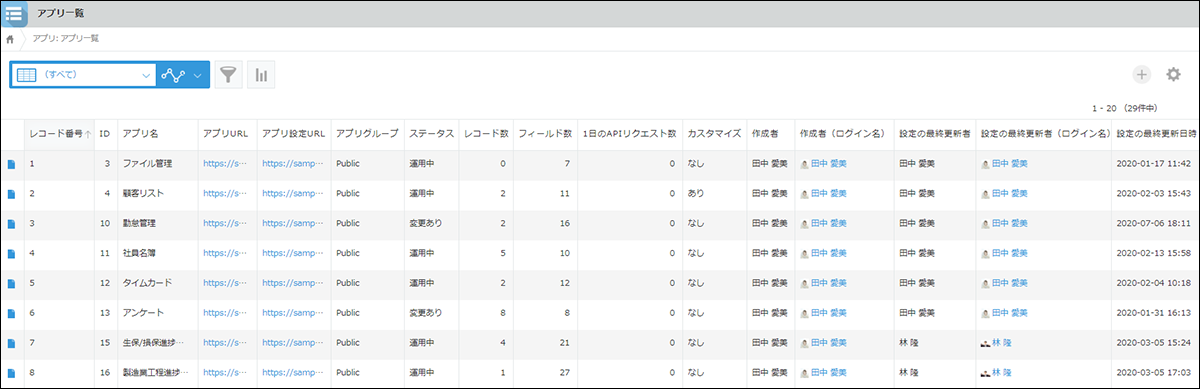 アプリ一覧
アプリ: アプリ一覧
(すべて)
1 - 20 (29件中)
レコード番号↑ ID アプリ名 アプリURL アプリ設定URL アプリグループ ステータス レコード数 フィールド数 1日のAPIリクエスト数 カスタマイズ 作成者 作成者(ログイン名) 設定の最終更新者 設定の最終更新者(ログイン名) 設定の最終更新日時
1 3 ファイル管理 https://s… https://samp… Public 運用中 0 7 0 なし 田中 愛美 田中 愛美 田中 愛美 田中 愛美 2020-01-17 11:42
2 4 顧客リスト https://s… https://samp… Public 運用中 2 11 0 あり 田中 愛美 田中 愛美 田中 愛美 田中 愛美 2020-02-03 15:43
3 10 勤怠管理 https://s… https://samp… Public 変更あり 2 16 0 なし 田中 愛美 田中 愛美 田中 愛美 田中 愛美 2020-07-06 18:11
4 11 社員名簿 https://s… https://samp… Public 運用中 5 10 0 なし 田中 愛美 田中 愛美 田中 愛美 田中 愛美 2020-02-13 15:58
5 12 タイムカード https://s… https://samp… Public 運用中 2 12 0 なし 田中 愛美 田中 愛美 田中 愛美 田中 愛美 2020-02-04 10:18
6 13 アンケート https://s… https://samp… Public 変更あり 8 8 0 なし 田中 愛美 田中 愛美 田中 愛美 田中 愛美 2020-01-31 16:13
7 15 生保/損保進捗… https://s… https://samp… Public 運用中 4 21 0 なし 田中 愛美 田中 愛美 林 隆 林 隆 2020-03-05 15:24
8 16 製造業工程進捗… https://s… https://samp… Public 運用中 1 27 0 なし 田中 愛美 田中 愛美 林 隆 林 隆 2020-03-05 17:03